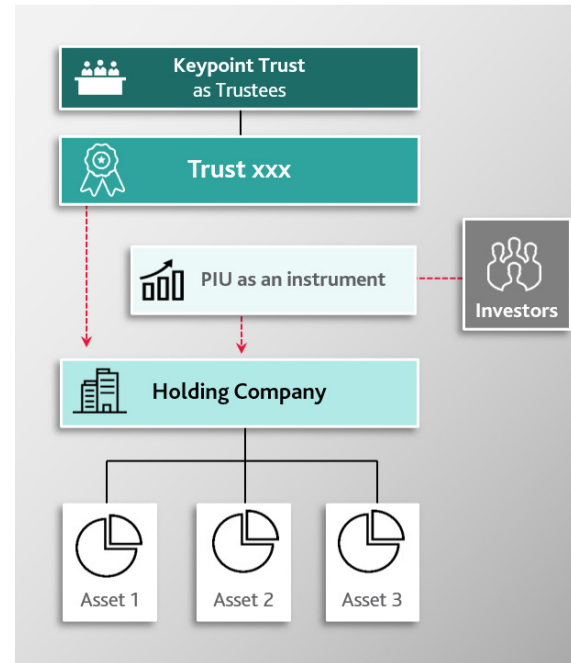 Keypoint Trust
as Trustees
Trust xxx
PIU as an instrument
Investors
Holding Company
Asset 1
Asset 2
Asset 3